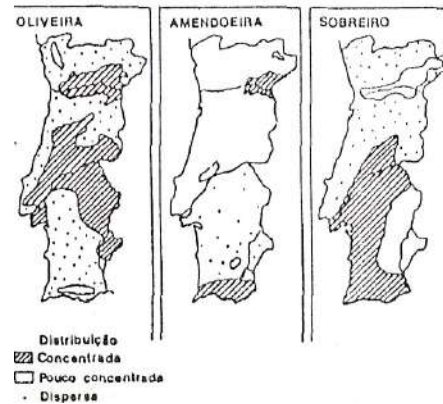 OLIVEIRA
AMENDOEIRA
SOBREIRO
Distribuição
Concentrada
Pouco concentrada
Dispersa